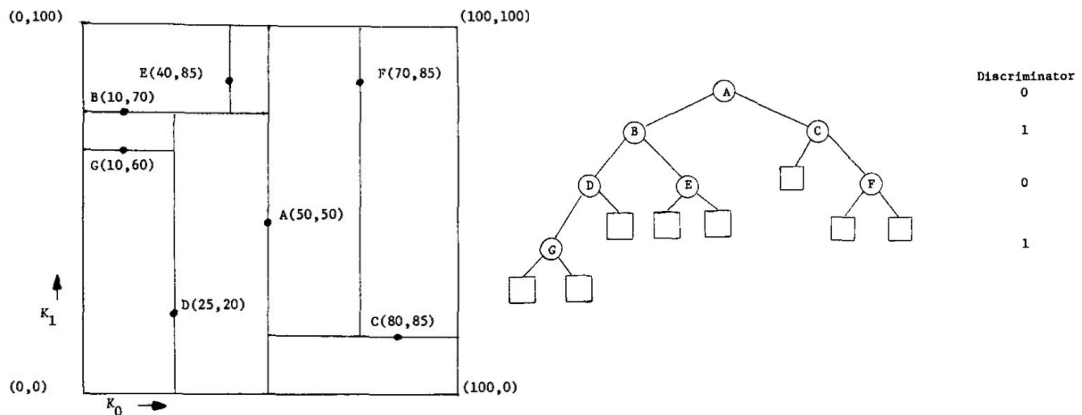 (0,100)
(100,100)
E(40,85)
F(70,85)
B(10,70)
G(10,60)
A(50,50)
D(25,20)
C(80,85)
K1
(0,0)
K0
(100,0)
Discriminator
A
0
B
C
1
D
E
F
0
G
1